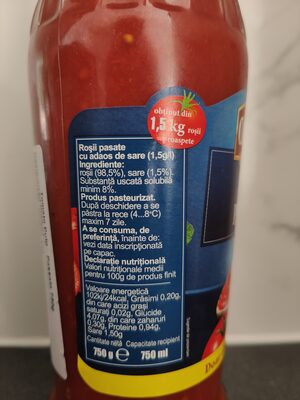 obținut din
1,5 kg roșii
proaspete
Roșii pasate
cu adaos de sare (1,5g/l)
Ingrediente:
roșii (98,5%), sare (1,5%).
Substanță uscată solubilă
minim 8%.
Produs pasteurizat.
După deschidere a se
păstra la rece (4...8°C)
maxim 7 zile.
A se consuma, de
preferință, înainte de:
vezi data inscripționată
pe capac.
Declarație nutrițională
Valori nutriționale medii
pentru 100g de produs finit
Valoare energetică
102kj/24kcal, Grăsimi 0,20g,
din care acizi grași
saturați 0,02g, Glucide
4,07g, din care zaharuri
0,30g, Proteine 0,94g,
Sare 1,50g
Cantitate netă Capacitate recipient
750 g e 750 ml